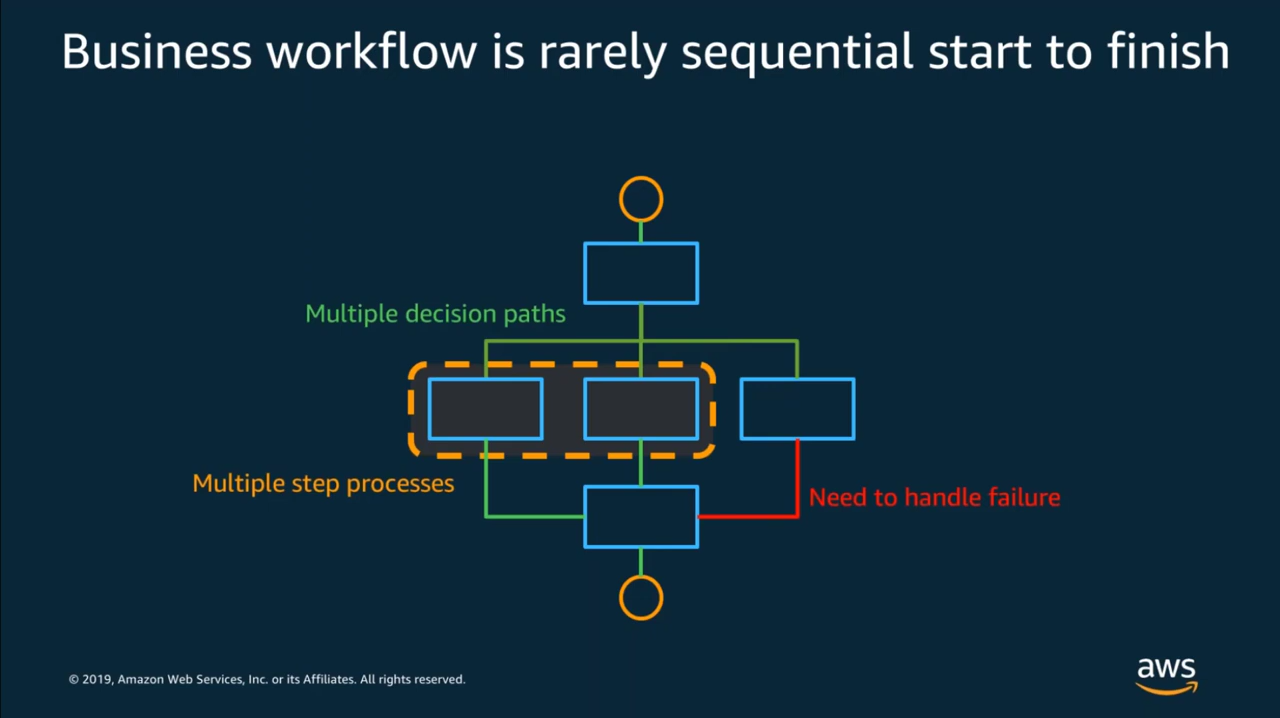 Business workflow is rarely sequential start to finish
Multiple decision paths
Multiple step processes
Need to handle failure
© 2019, Amazon Web Services, Inc. or its Affiliates. All rights reserved.
aws